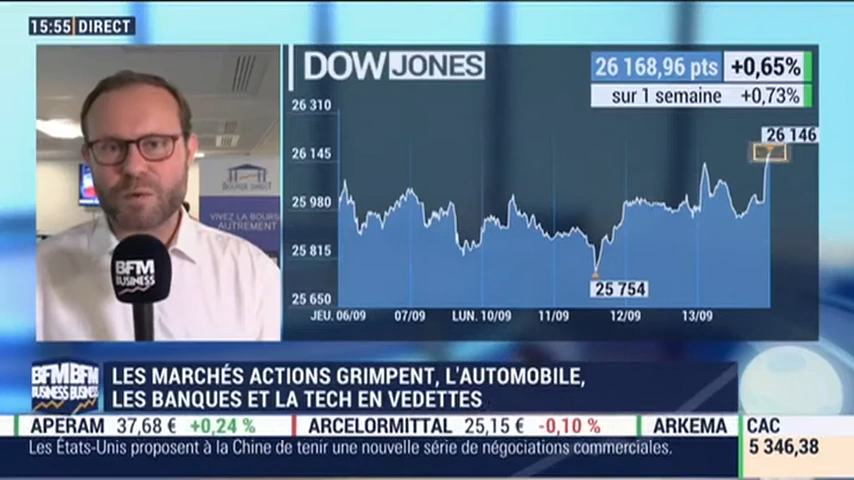 15:55 DIRECT
DOW JONES
26 168,96 pts +0,65%
sur 1 semaine +0,73%
26 310
26 146
26 145
25 980
25 815
25 754
25 650
JEU. 06/09 07/09 LUN. 10/09 11/09 12/09 13/09
BOURSE DIRECT
VIVEZ LA BOURSE
AUTREMENT
BFM
BUSINESS
BFM BFM
BUSINESS BUSINESS
LES MARCHÉS ACTIONS GRIMPENT, L'AUTOMOBILE,
LES BANQUES ET LA TECH EN VEDETTES
APERAM 37,68 € +0,24 % ARCELORMITTAL 25,15 € -0,10 % ARKEMA
CAC
5 346,38
Les États-Unis proposent à la Chine de tenir une nouvelle série de négociations commerciales.